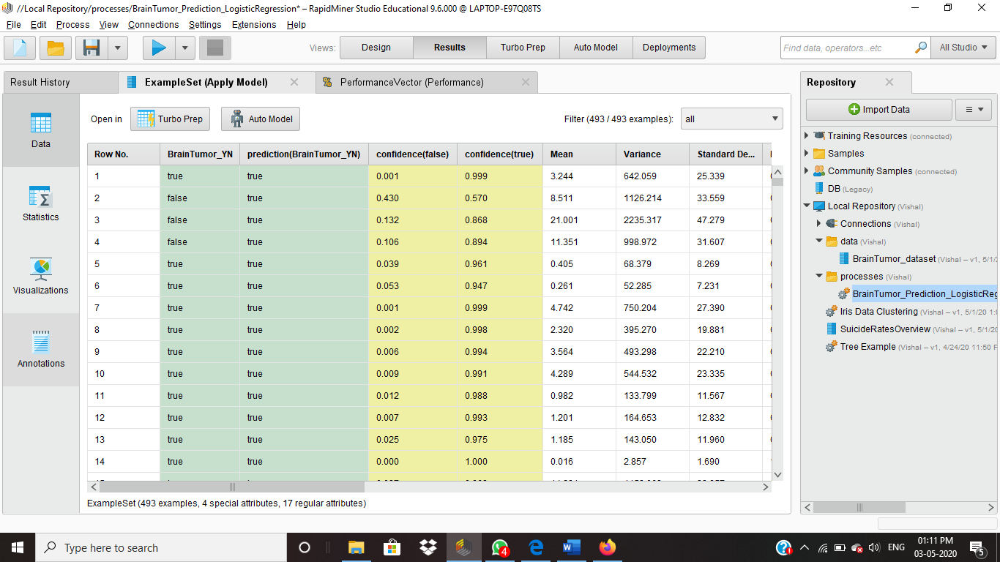 //Local Repository/processes/BrainTumor_Prediction_LogisticRegression* – RapidMiner Studio Educational 9.6.000 @ LAPTOP-E97Q08TS
File Edit Process View Connections Settings Extensions Help
Views: Design Results Turbo Prep Auto Model Deployments Find data, operators...etc All Studio
Result History ExampleSet (Apply Model) PerformanceVector (Performance) Repository
Open in Turbo Prep Auto Model Filter (493 / 493 examples): all
Data
Statistics
Visualizations
Annotations
Row No. BrainTumor_YN prediction(BrainTumor_YN) confidence(false) confidence(true) Mean Variance Standard De...
1 true true 0.001 0.999 3.244 642.059 25.339
2 false true 0.430 0.570 8.511 1126.214 33.559
3 false true 0.132 0.868 21.001 2235.317 47.279
4 false true 0.106 0.894 11.351 998.972 31.607
5 true true 0.039 0.961 0.405 68.379 8.269
6 true true 0.053 0.947 0.261 52.285 7.231
7 true true 0.001 0.999 4.742 750.204 27.390
8 true true 0.002 0.998 2.320 395.270 19.881
9 true true 0.006 0.994 3.564 493.298 22.210
10 true true 0.009 0.991 4.289 544.532 23.335
11 true true 0.012 0.988 0.982 133.799 11.567
12 true true 0.007 0.993 1.201 164.653 12.832
13 true true 0.025 0.975 1.185 143.050 11.960
14 true true 0.000 1.000 0.016 2.857 1.690
ExampleSet (493 examples, 4 special attributes, 17 regular attributes)
Import Data
Training Resources (connected)
Samples
Community Samples (connected)
DB (Legacy)
Local Repository (Vishal)
Connections (Vishal)
data (Vishal)
BrainTumor_dataset (Vishal – v1, 5/1/2
processes (Vishal)
BrainTumor_Prediction_LogisticReg
Iris Data Clustering (Vishal – v1, 5/1/20 1:0
SuicideRatesOverview (Vishal – v1, 5/1/20
Tree Example (Vishal – v1, 4/24/20 11:50 P
Type here to search
4
ENG
01:11 PM
03-05-2020
5